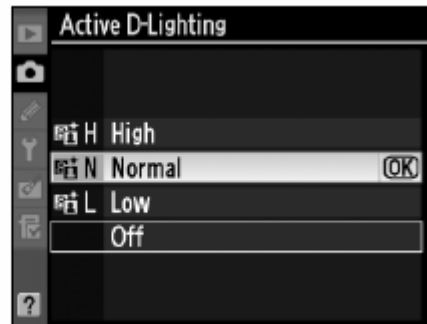 Active D-Lighting
H High
N Normal OK
L Low
Off
?